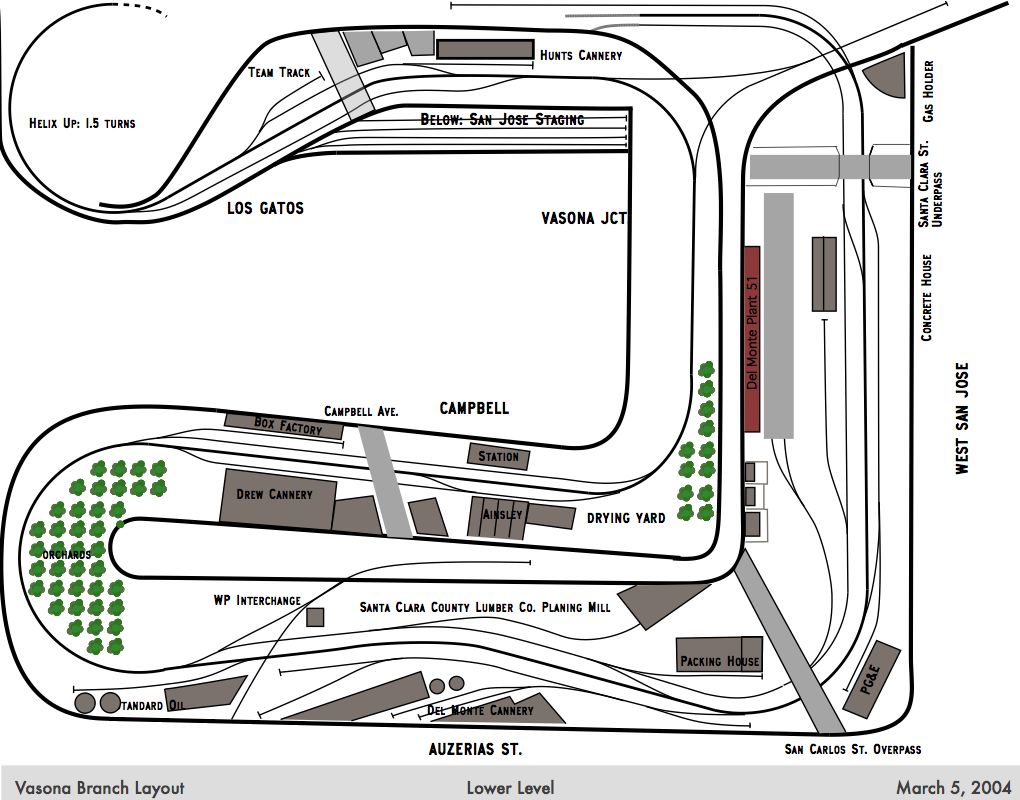 Hunts Cannery
Team Track
Gas Holder
Helix Up: 1.5 turns
Below: San Jose Staging
Santa Clara St.
Underpass
Los Gatos
Vasona Jct
Concrete House
Del Monte Plant 51
West San Jose
Campbell Ave.
Campbell
Box Factory
Station
Drew Cannery
Ainsley
Drying Yard
Orchards
WP Interchange
Santa Clara County Lumber Co. Planing Mill
Packing House
PG&E
tandard Oil
Del Monte Cannery
Auzerias St.
San Carlos St. Overpass
Vasona Branch Layout
Lower Level
March 5, 2004